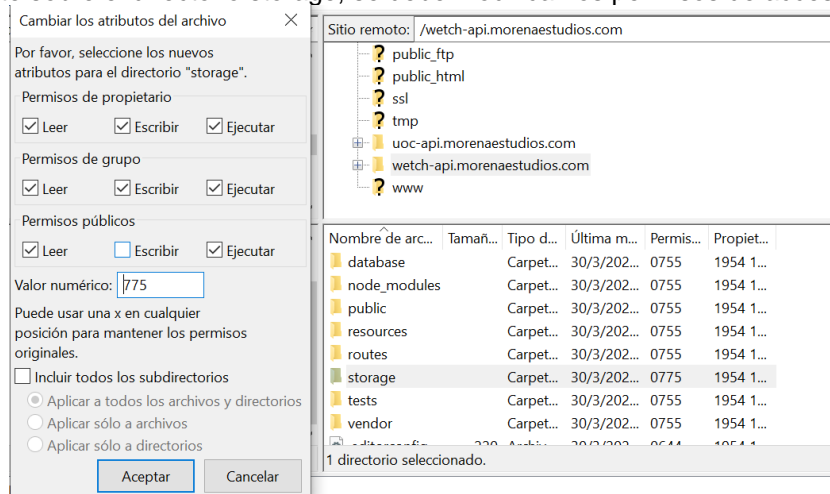 Cambiar los atributos del archivo
Por favor, seleccione los nuevos
atributos para el directorio "storage".
Permisos de propietario
Leer Escribir Ejecutar
Permisos de grupo
Leer Escribir Ejecutar
Permisos públicos
Leer Escribir Ejecutar
Valor numérico: 775
Puede usar una x en cualquier
posición para mantener los permisos
originales.
Incluir todos los subdirectorios
Aplicar a todos los archivos y directorios
Aplicar sólo a archivos
Aplicar sólo a directorios
Aceptar Cancelar
Sitio remoto: /wetch-api.morenaestudios.com
public_ftp
public_html
ssl
tmp
uoc-api.morenaestudios.com
wetch-api.morenaestudios.com
www
Nombre de arc... Tamañ... Tipo d... Última m... Permis... Propiet...
database Carpet... 30/3/202... 0755 1954 1...
node_modules Carpet... 30/3/202... 0755 1954 1...
public Carpet... 30/3/202... 0755 1954 1...
resources Carpet... 30/3/202... 0755 1954 1...
routes Carpet... 30/3/202... 0755 1954 1...
storage Carpet... 30/3/202... 0775 1954 1...
tests Carpet... 30/3/202... 0755 1954 1...
vendor Carpet... 30/3/202... 0755 1954 1...
1 directorio seleccionado.